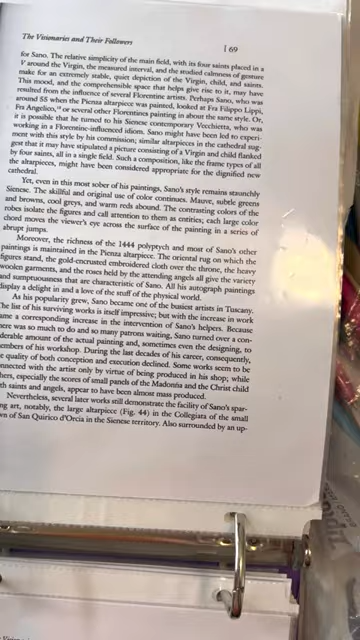 The Visionaries and Their Followers
| 69
for Sano. The relative simplicity of the main field, with its four saints placed in a
V around the Virgin, the measured interval, and the studied calmness of gesture
make for an extremely stable, quiet depiction of the Virgin, child, and saints.
This mood, and the comprehensible space that helps give rise to it, may have
resulted from the influence of several Florentine artists. Perhaps Sano, who was
around 55 when the Pienza altarpiece was painted, looked at Fra Filippo Lippi,
Fra Angelico, or several other Florentines painting in about the same style. Or,
it is possible that he turned to his Sienese contemporary Vecchietta, who was
working in a Florentine-influenced idiom. Sano might have been led to experi-
ment with this style by his commission; similar altarpieces in the cathedral sug-
gest that it may have stipulated a picture consisting of a Virgin and child flanked
by four saints, all in a single field. Such a composition, like the frame types of all
the altarpieces, might have been considered appropriate for the dignified new
cathedral.
Yet, even in this most sober of his paintings, Sano's style remains staunchly
Sienese. The skillful and original use of color continues. Mauve, subtle greens
and browns, cool greys, and warm reds abound. The contrasting colors of the
robes isolate the figures and call attention to them as entities; each large color
chord moves the viewer's eye across the surface of the painting in a series of
abrupt jumps.
Moreover, the richness of the 1444 polyptych and most of Sano's other
paintings is maintained in the Pienza altarpiece. The oriental rug on which the
figures stand, the gold-encrusted embroidered cloth over the throne, the heavy
woolen garments, and the roses held by the attending angels all give the variety
and sumptuousness that are characteristic of Sano. All his autograph paintings
display a delight in and a love of the stuff of the physical world.
As his popularity grew, Sano became one of the busiest artists in Tuscany.
The list of his surviving works is itself impressive; but with the increase in work
came a corresponding increase in the intervention of Sano's helpers. Because
there was so much to do and so many patrons waiting, Sano turned over a con-
derable amount of the actual painting and, sometimes even the designing, to
embers of his workshop. During the last decades of his career, consequently,
e quality of both conception and execution declined. Some works seem to be
nnected with the artist only by virtue of being produced in his shop; while
hers, especially the scores of small panels of the Madonna and the Christ child
th saints and angels, appear to have been almost mass produced.
Nevertheless, several later works still demonstrate the facility of Sano's spar-
ng art, notably, the large altarpiece (Fig. 44) in the Collegiata of the small
wn of San Quirico d'Orcia in the Sienese territory. Also surrounded by an up-